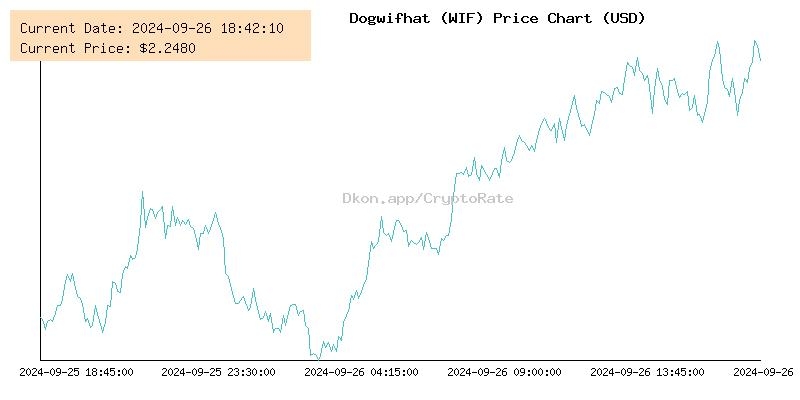 Dogwifhat (WIF) Price Chart (USD)
Current Date: 2024-09-26 18:42:10
Current Price: $2.2480
Dkon.app/CryptoRate
2024-09-25 18:45:00 2024-09-25 23:30:00 2024-09-26 04:15:00 2024-09-26 09:00:00 2024-09-26 13:45:00 2024-09-26